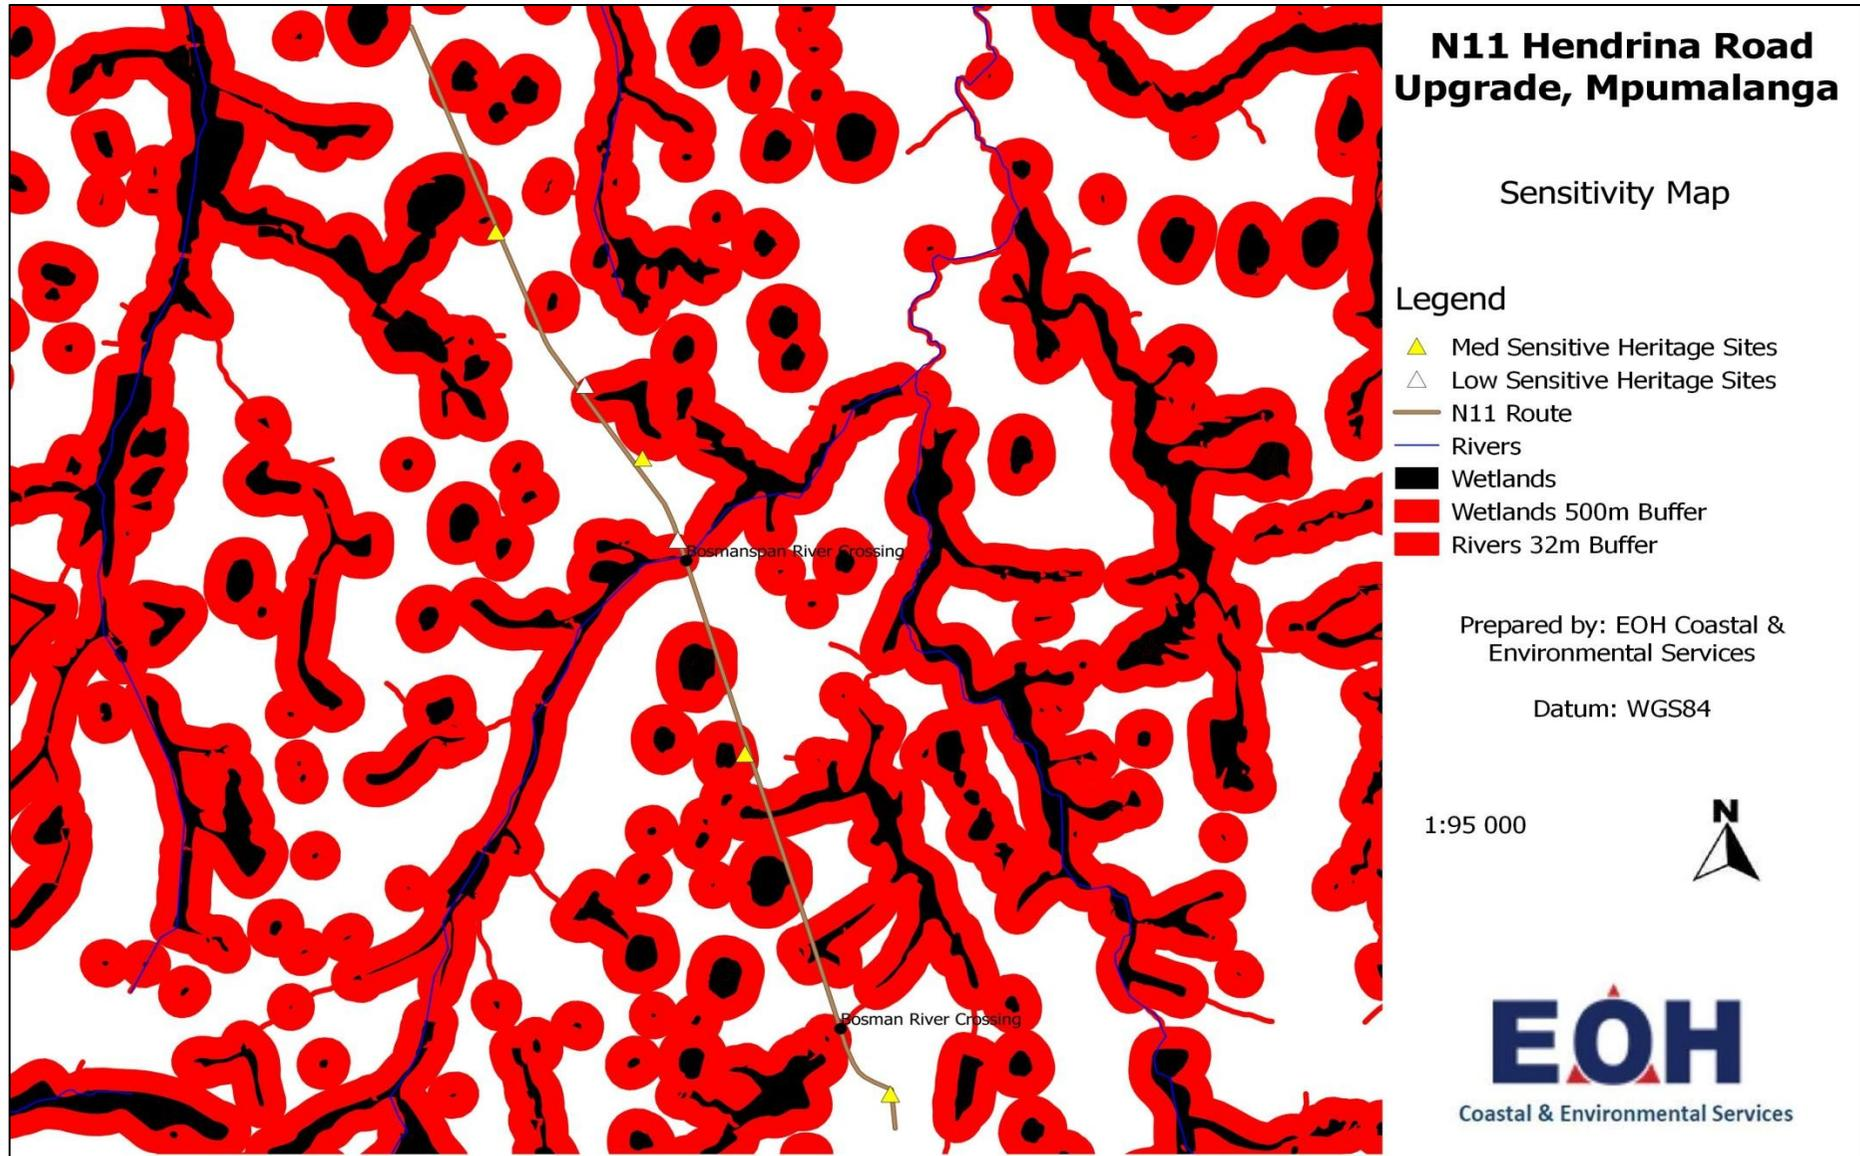 N11 Hendrina Road
Upgrade, Mpumalanga
Sensitivity Map
Legend
Med Sensitive Heritage Sites
Low Sensitive Heritage Sites
N11 Route
Rivers
Wetlands
Wetlands 500m Buffer
Rivers 32m Buffer
Bosmanspan River Crossing
Bosman River Crossing
Prepared by: EOH Coastal &
Environmental Services
Datum: WGS84
1:95 000
N
EOH
Coastal & Environmental Services